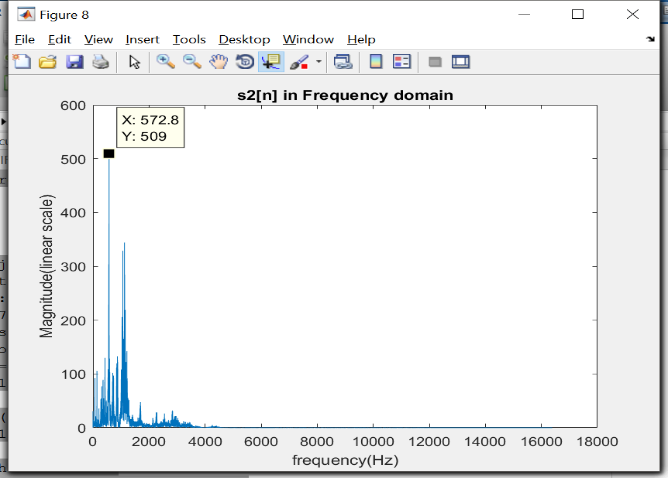 Figure 8
File Edit View Insert Tools Desktop Window Help
s2[n] in Frequency domain
X: 572.8
Y: 509
600
500
400
300
200
100
0
Magnitude(linear scale)
0 2000 4000 6000 8000 10000 12000 14000 16000 18000
frequency(Hz)